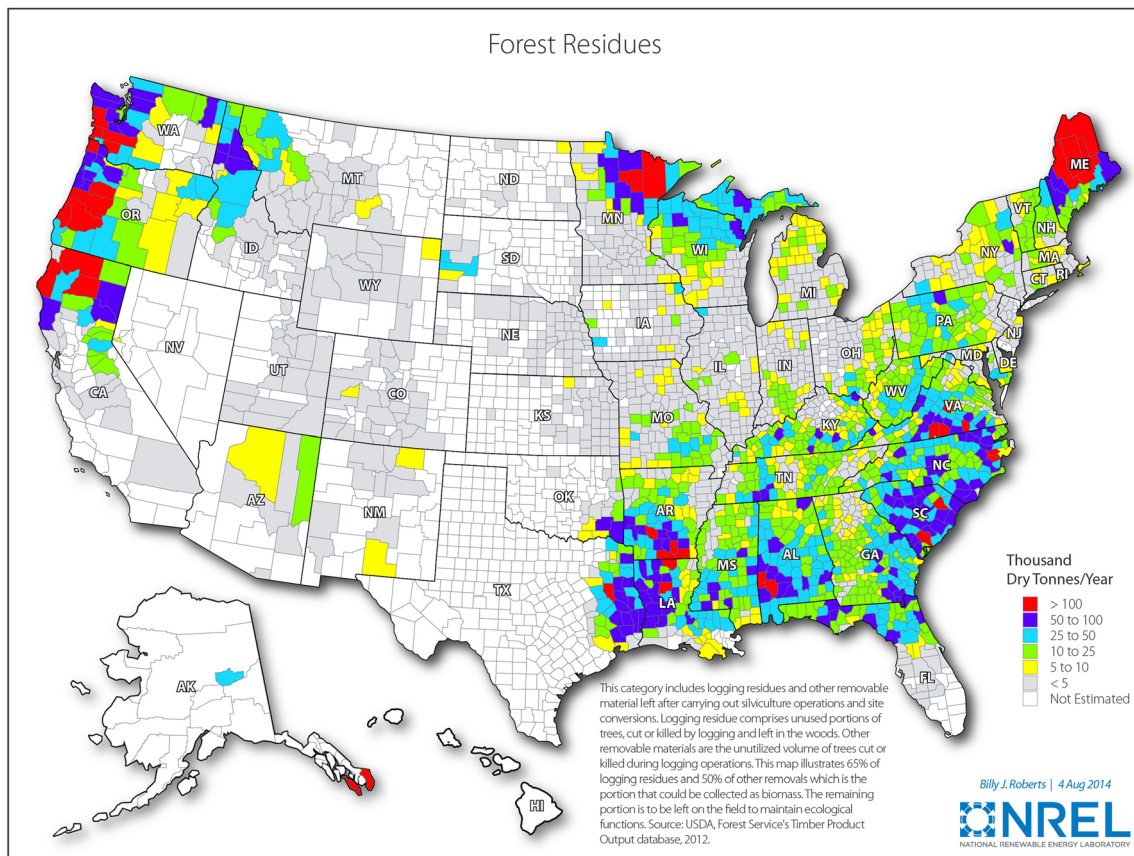 Forest Residues
WA
MT
ND
MN
ME
OR
ID
SD
WI
VT
NH
NY
MA
CT
RI
WY
MI
IA
PA
NJ
NE
NV
UT
CO
IL
IN
OH
MD
DE
WV
VA
CA
KS
MO
KY
AZ
NM
OK
AR
TN
NC
SC
TX
LA
MS
AL
GA
FL
AK
HI
Thousand
Dry Tonnes/Year
> 100
50 to 100
25 to 50
10 to 25
5 to 10
< 5
Not Estimated
This category includes logging residues and other removable
material left after carrying out silviculture operations and site
conversions. Logging residue comprises unused portions of
trees, cut or killed by logging and left in the woods. Other
removable materials are the unutilized volume of trees cut or
killed during logging operations. This map illustrates 65% of
logging residues and 50% of other removals which is the
portion that could be collected as biomass. The remaining
portion is to be left on the field to maintain ecological
functions. Source: USDA, Forest Service's Timber Product
Output database, 2012.
Billy J. Roberts | 4 Aug 2014
NREL
NATIONAL RENEWABLE ENERGY LABORATORY